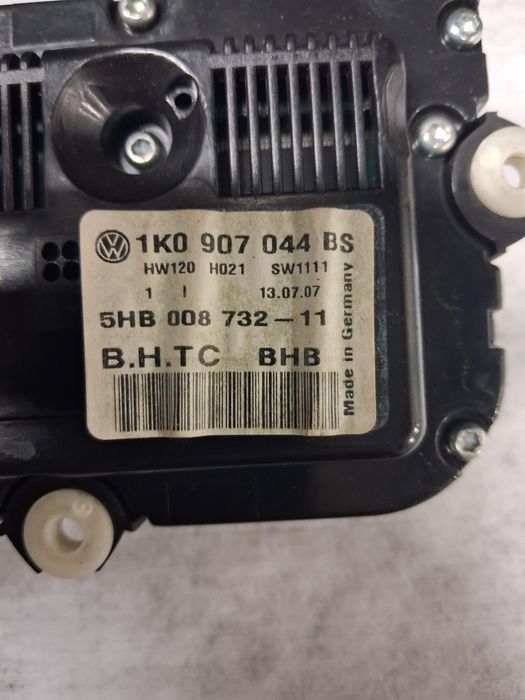 1K0 907 044 BS
HW120 H021 SW1111
1 I 13.07.07
5HB 008 732-11
B.H.TC BHB
Made in Germany